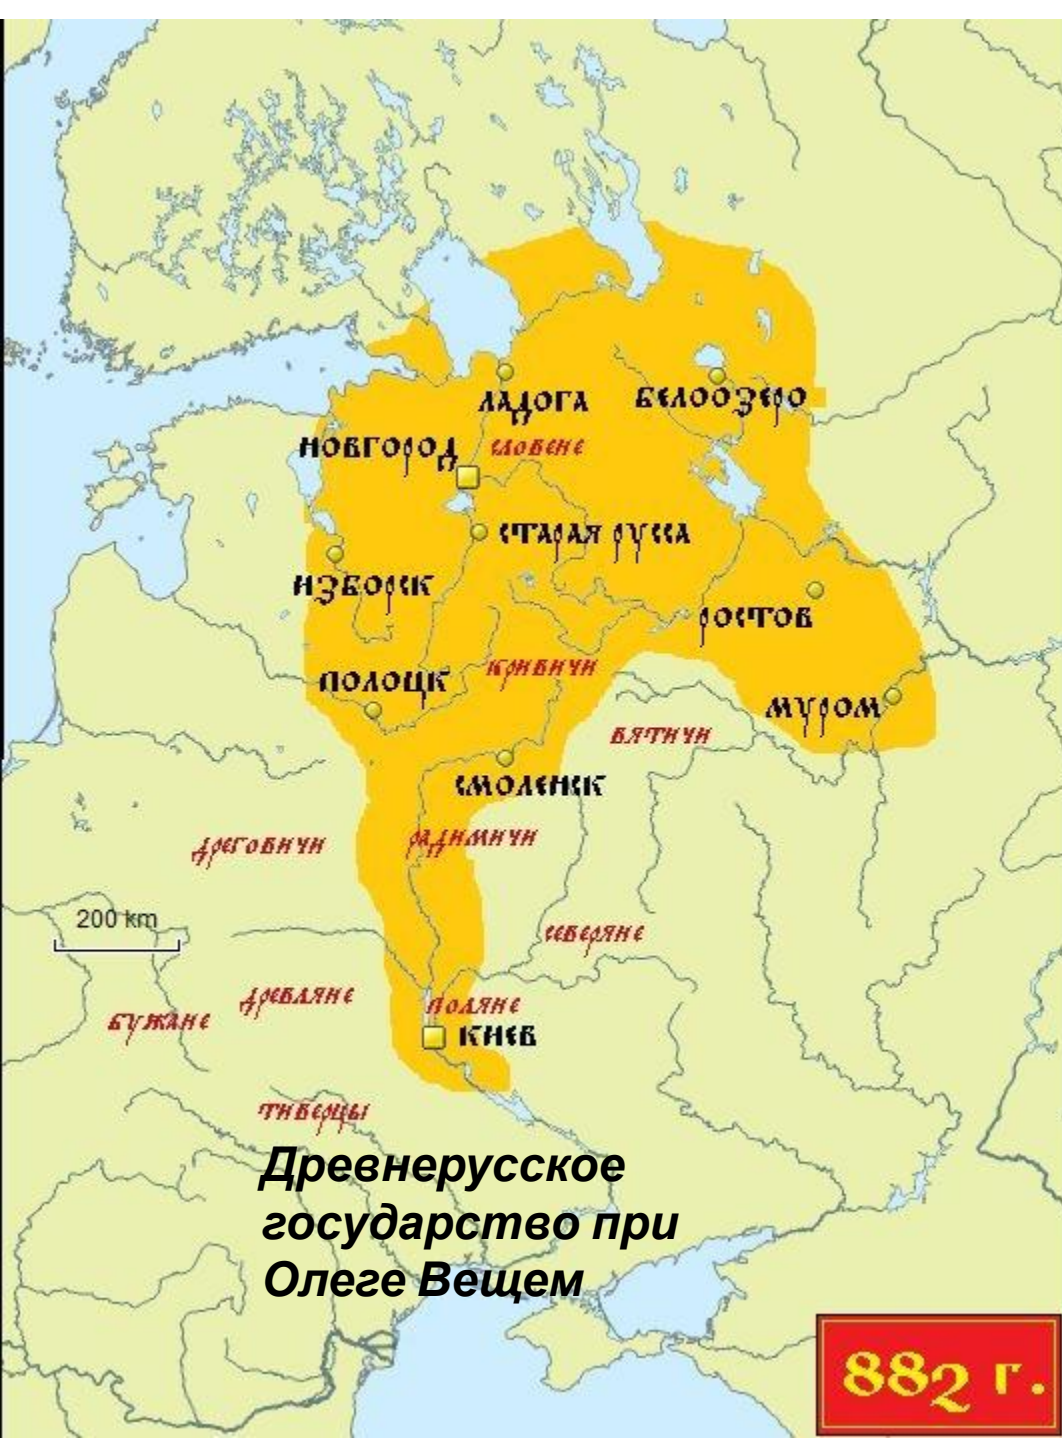 ЛАДОГА
БЕЛООЗЕРО
НОВГОРОД
СЛОВЕНЕ
СТАРАЯ РУССА
ИЗБОРСК
РОСТОВ
КРИВИЧИ
ПОЛОЦК
МУРОМ
ВЯТИЧИ
СМОЛЕНСК
РАДИМИЧИ
ДРЕГОВИЧИ
200 km
СЕВЕРЯНЕ
ДРЕВЛЯНЕ
ПОЛЯНЕ
БУЖАНЕ
КИЕВ
ТИВЕРЦЫ
Древнерусское
государство при
Олеге Вещем
882 г.